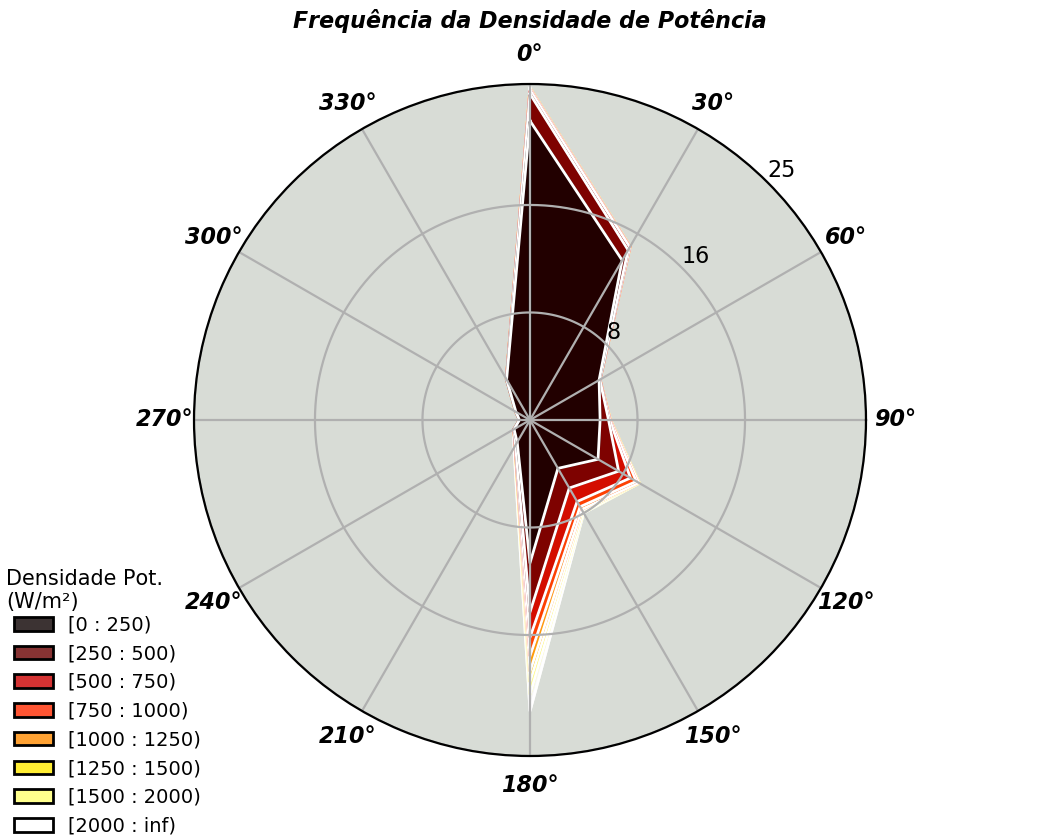 Frequência da Densidade de Potência
0°
330°
30°
25
300°
60°
16
8
270°
90°
Densidade Pot.
(W/m²)
240°
120°
[0 : 250)
[250 : 500)
[500 : 750)
[750 : 1000)
210°
150°
[1000 : 1250)
[1250 : 1500)
180°
[1500 : 2000)
[2000 : inf)